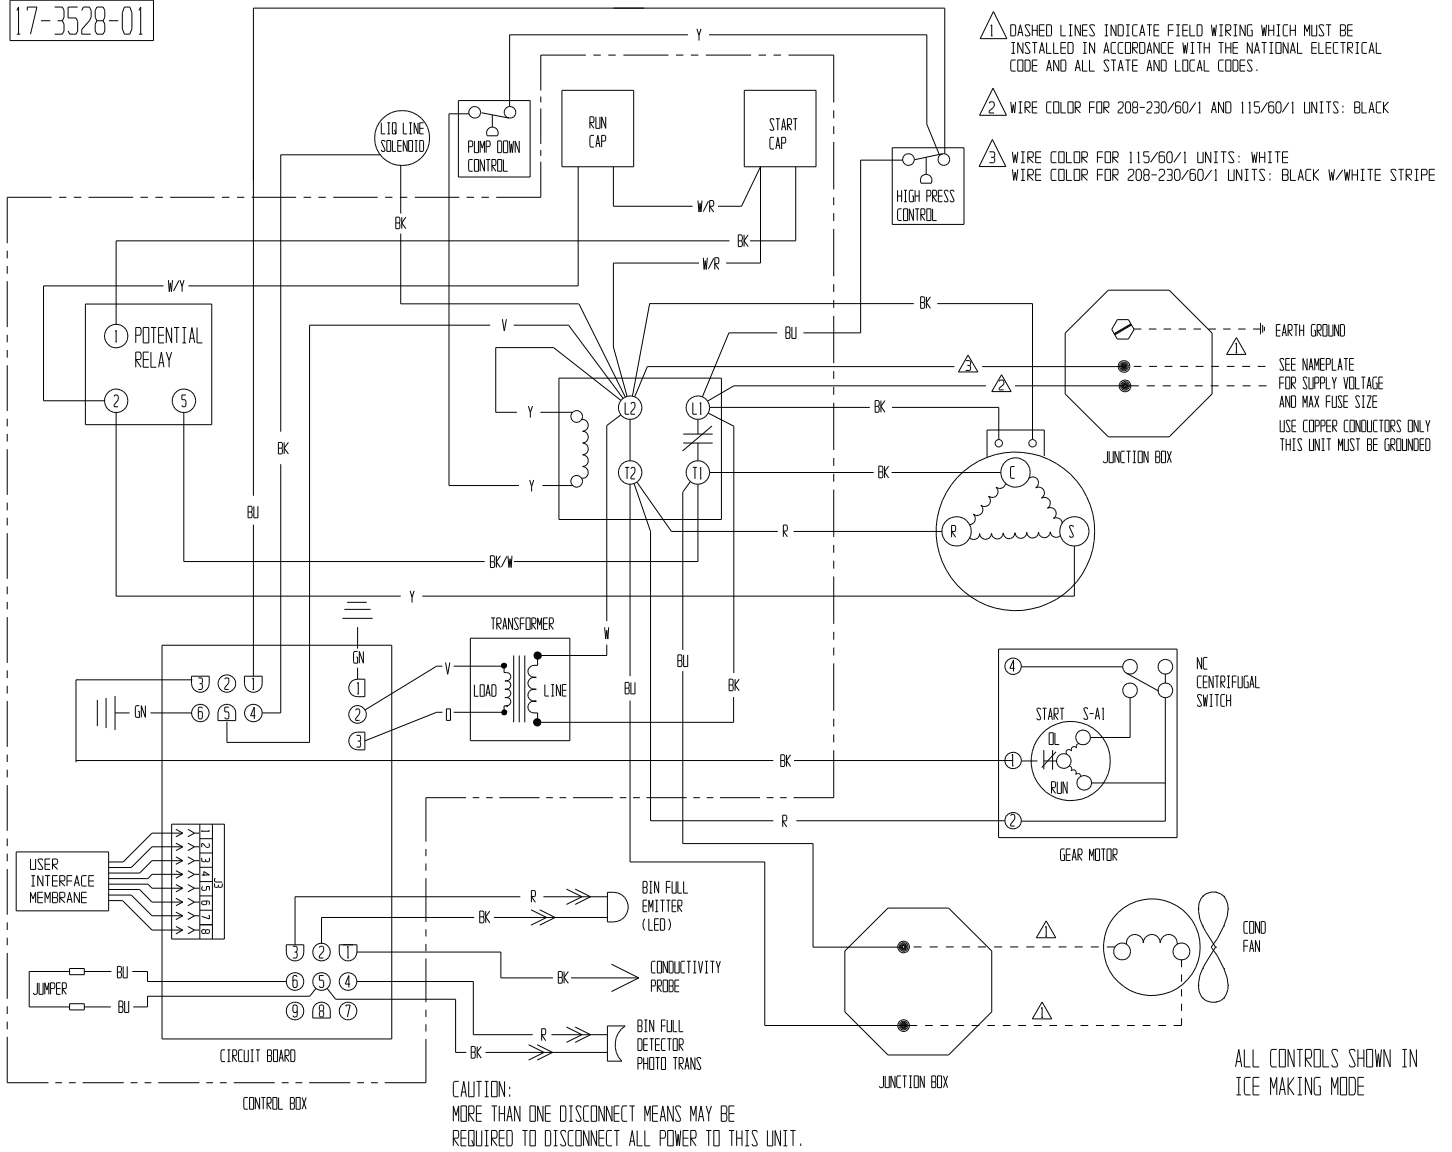 17-3528-01
1 DASHED LINES INDICATE FIELD WIRING WHICH MUST BE
INSTALLED IN ACCORDANCE WITH THE NATIONAL ELECTRICAL
CODE AND ALL STATE AND LOCAL CODES.
2 WIRE COLOR FOR 208-230/60/1 AND 115/60/1 UNITS: BLACK
3 WIRE COLOR FOR 115/60/1 UNITS: WHITE
WIRE COLOR FOR 208-230/60/1 UNITS: BLACK W/WHITE STRIPE
Y
LIQ LINE
SOLENOID
PUMP DOWN
CONTROL
RUN
CAP
START
CAP
HIGH PRESS
CONTROL
W/R
BK
BK
W/R
W/Y
BK
V
BU
1
POTENTIAL
RELAY
2
5
3
2
1
EARTH GROUND
SEE NAMEPLATE
FOR SUPPLY VOLTAGE
AND MAX FUSE SIZE
USE COPPER CONDUCTORS ONLY
THIS UNIT MUST BE GROUNDED
JUNCTION BOX
Y
L2
L1
BK
BK
BU
Y
T2
T1
BK
C
R
R
S
BK/W
Y
TRANSFORMER
W
GN
V
LOAD
LINE
O
BU
BU
BK
3
2
1
6
5
4
GN
1
2
3
BK
4
NC
CENTRIFUGAL
SWITCH
START
S-A1
OL
1
RUN
R
2
GEAR MOTOR
USER
INTERFACE
MEMBRANE
1
2
3
4
5
6
7
8
J3
R
BIN FULL
EMITTER
(LED)
BK
3
2
1
BK
CONDUCTIVITY
PROBE
6
5
4
9
8
7
JUMPER
BU
BU
R
BK
BIN FULL
DETECTOR
PHOTO TRANS
1
1
COND
FAN
JUNCTION BOX
CIRCUIT BOARD
CONTROL BOX
CAUTION:
MORE THAN ONE DISCONNECT MEANS MAY BE
REQUIRED TO DISCONNECT ALL POWER TO THIS UNIT.
ALL CONTROLS SHOWN IN
ICE MAKING MODE